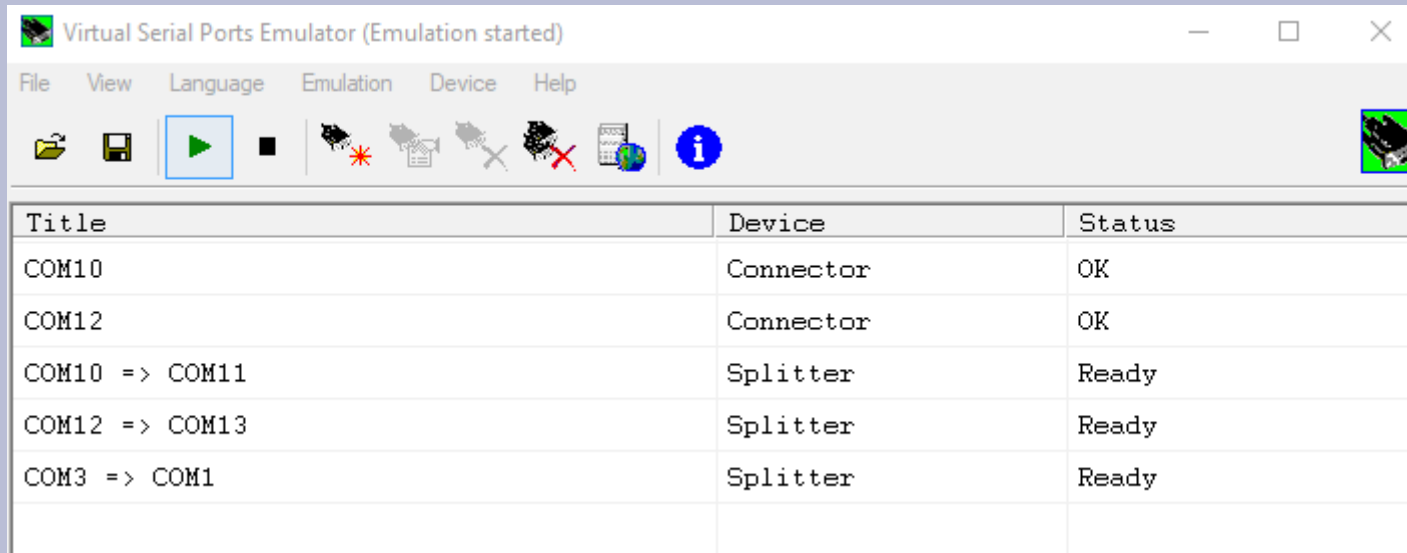 Virtual Serial Ports Emulator (Emulation started)
File View Language Emulation Device Help
Title Device Status
COM10 Connector OK
COM12 Connector OK
COM10 => COM11 Splitter Ready
COM12 => COM13 Splitter Ready
COM3 => COM1 Splitter Ready